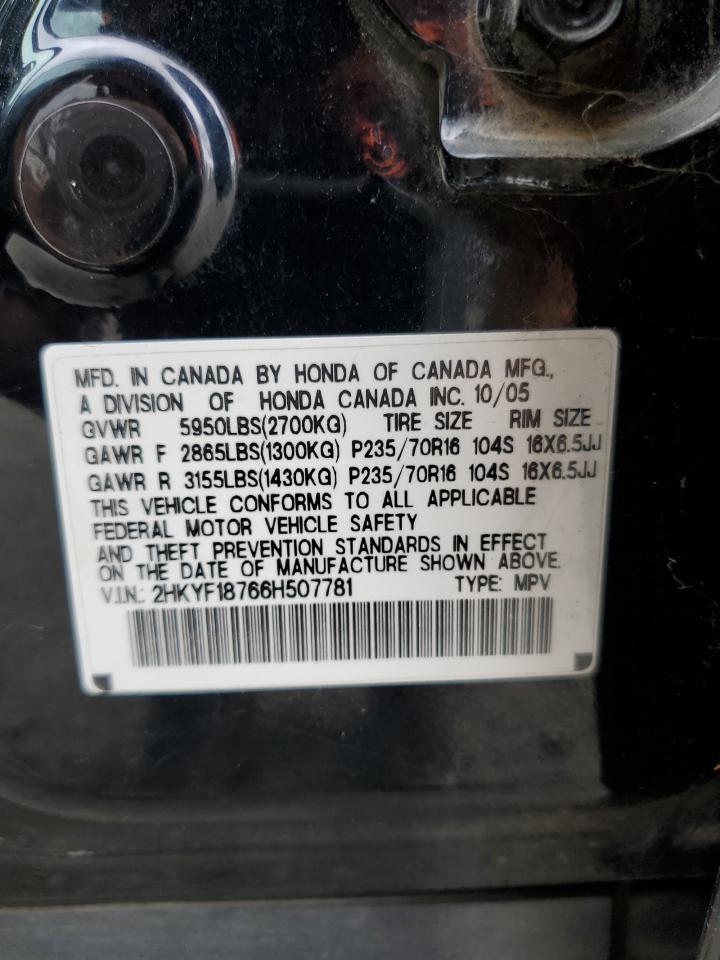 MFD. IN CANADA BY HONDA OF CANADA MFG.,
A DIVISION OF HONDA CANADA INC. 10/05
GVWR 5950LBS(2700KG) TIRE SIZE RIM SIZE
GAWR F 2865LBS(1300KG) P235/70R16 104S 16X6.5JJ
GAWR R 3155LBS(1430KG) P235/70R16 104S 16X6.5JJ
THIS VEHICLE CONFORMS TO ALL APPLICABLE
FEDERAL MOTOR VEHICLE SAFETY
AND THEFT PREVENTION STANDARDS IN EFFECT
ON THE DATE OF MANUFACTURE SHOWN ABOVE.
V.I.N.: 2HKYF18766H507781 TYPE: MPV